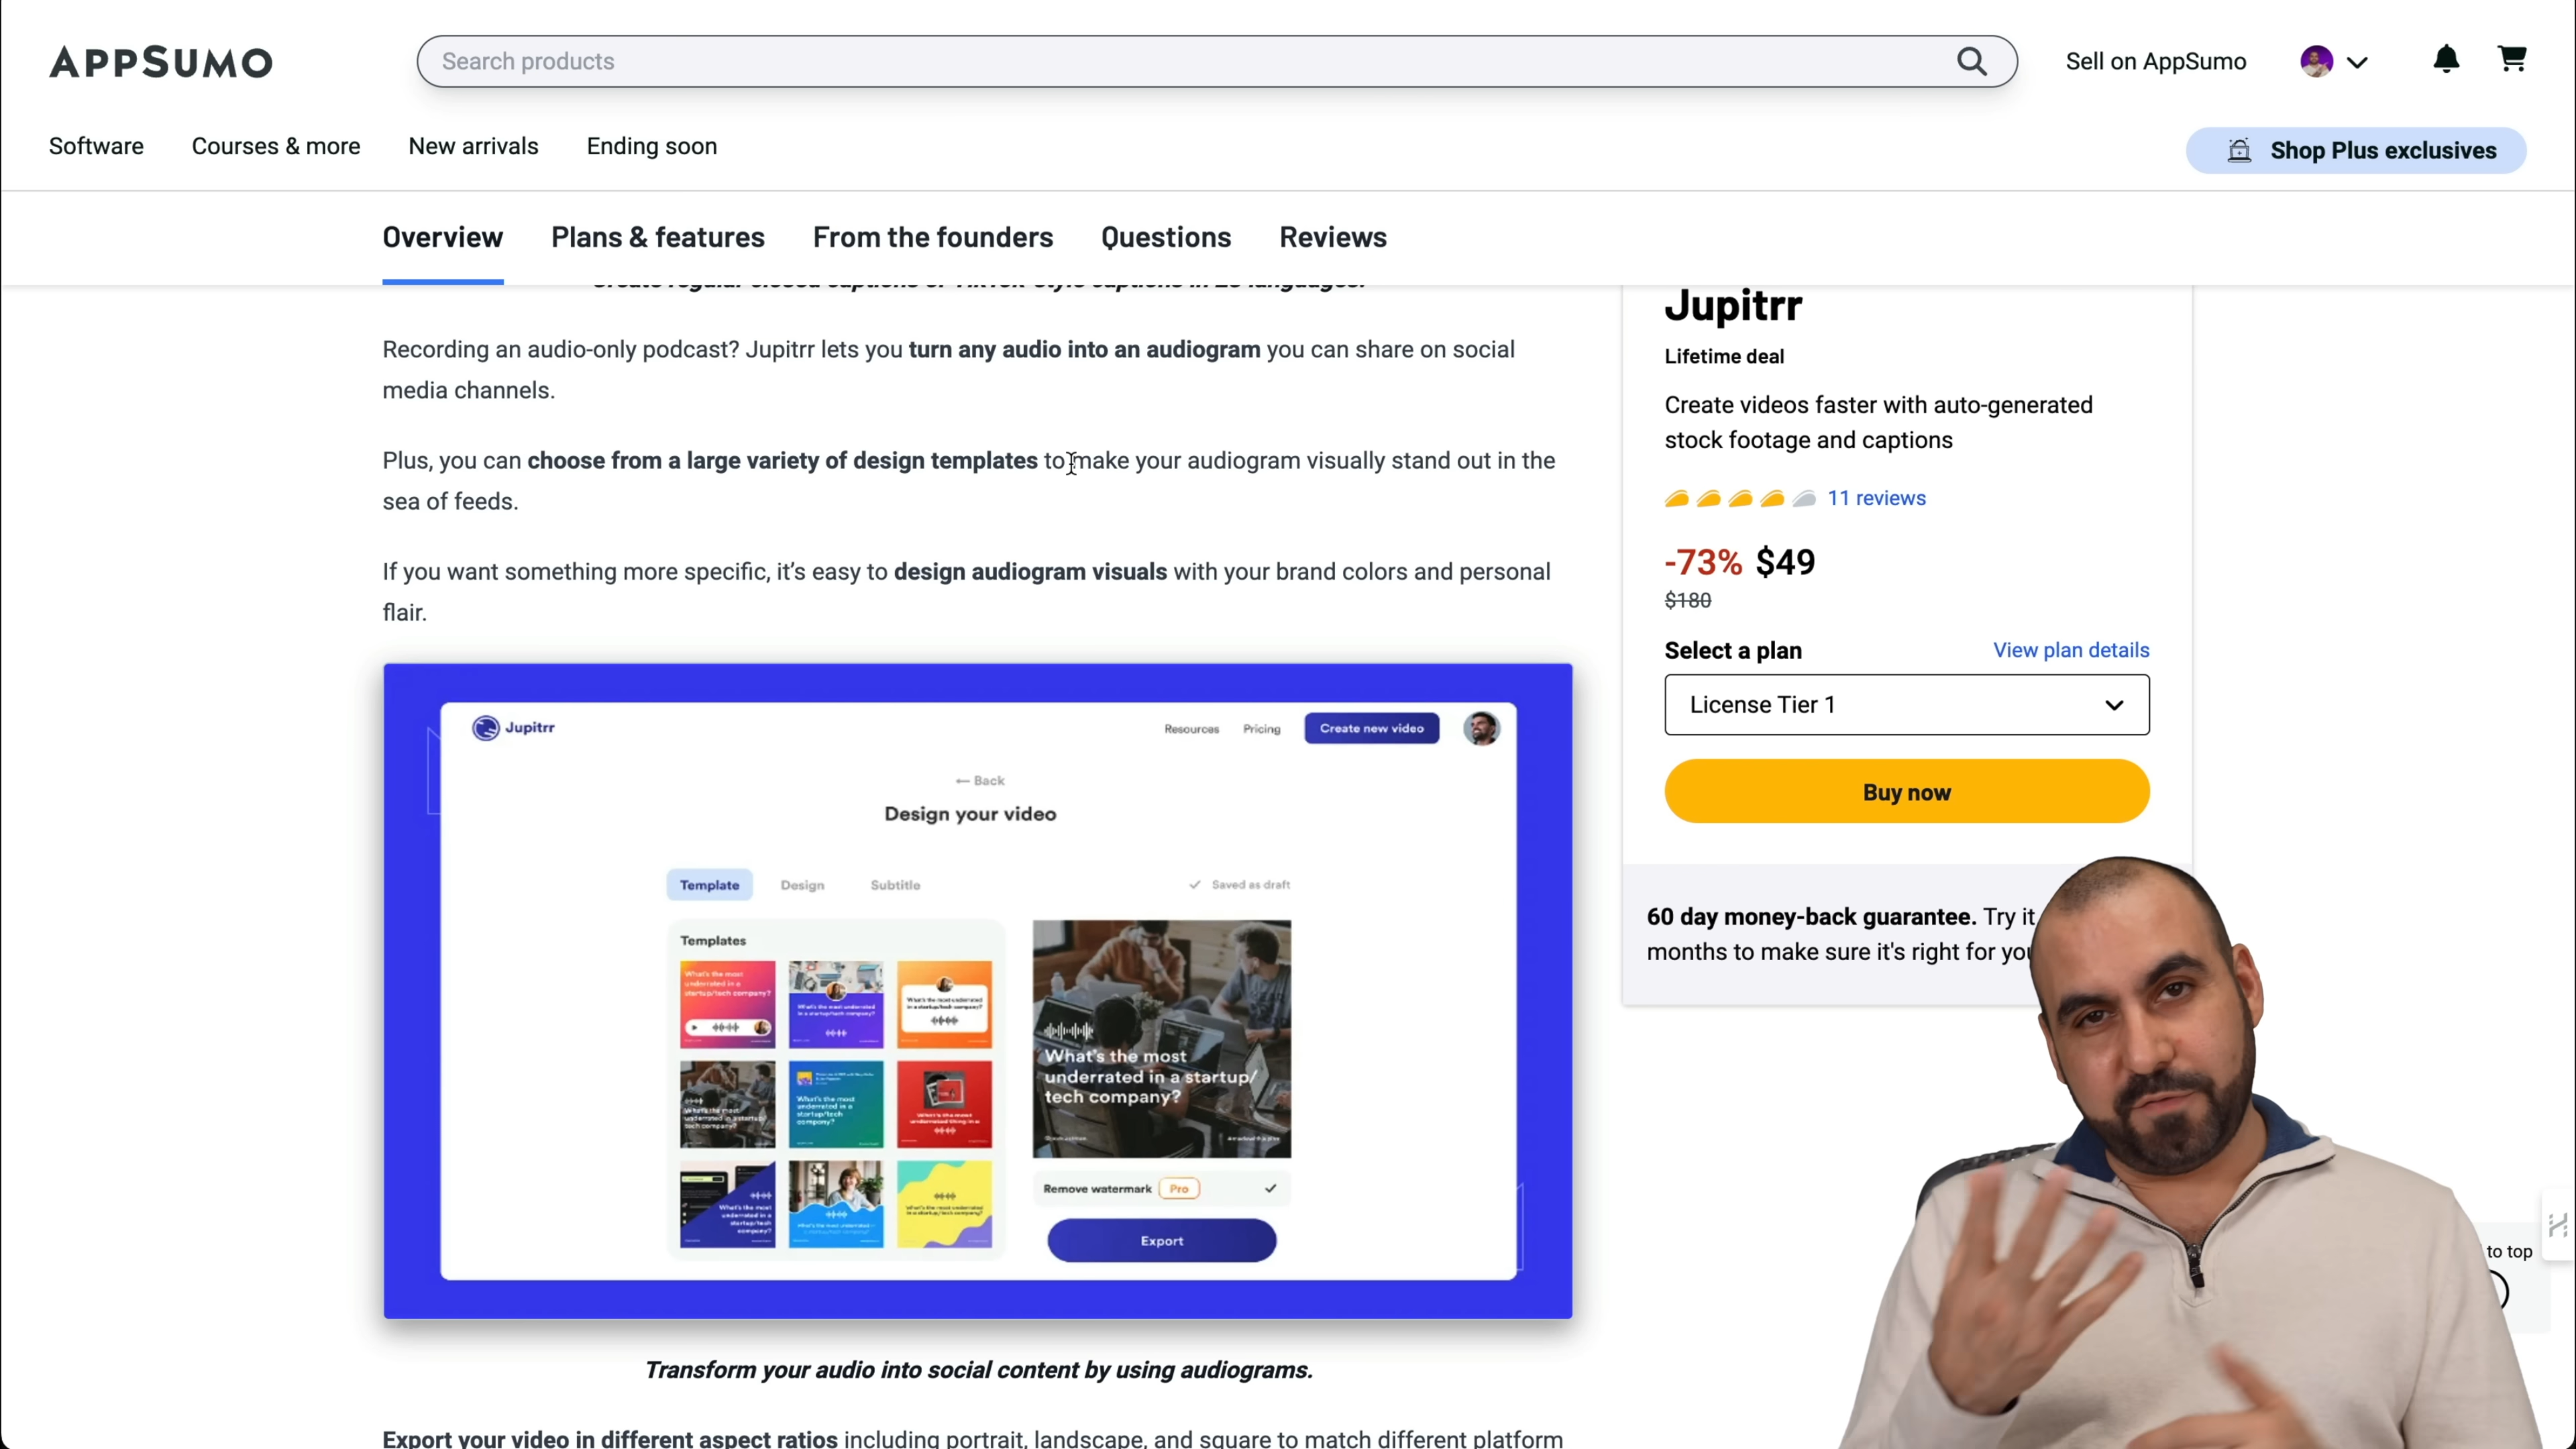 APPSUMO
Search products
Sell on AppSumo
Software
Courses & more
New arrivals
Ending soon
Shop Plus exclusives
Overview
Plans & features
From the founders
Questions
Reviews
Recording an audio-only podcast? Jupitrr lets you turn any audio into an audiogram you can share on social
media channels.
Plus, you can choose from a large variety of design templates to make your audiogram visually stand out in the
sea of feeds.
If you want something more specific, it's easy to design audiogram visuals with your brand colors and personal
flair.
Jupitrr
Resources
Pricing
Create new video
← Back
Design your video
Template
Design
Subtitle
Saved as draft
Templates
What's the most
underrated in a
startup/tech company?
What's the most
underrated in a startup/
tech company?
Remove watermark
Pro
Export
Transform your audio into social content by using audiograms.
Export your video in different aspect ratios including portrait, landscape, and square to match different platform
Jupitrr
Lifetime deal
Create videos faster with auto-generated
stock footage and captions
11 reviews
-73% $49
$180
Select a plan
View plan details
License Tier 1
Buy now
60 day money-back guarantee. Try it
months to make sure it's right for you
to top